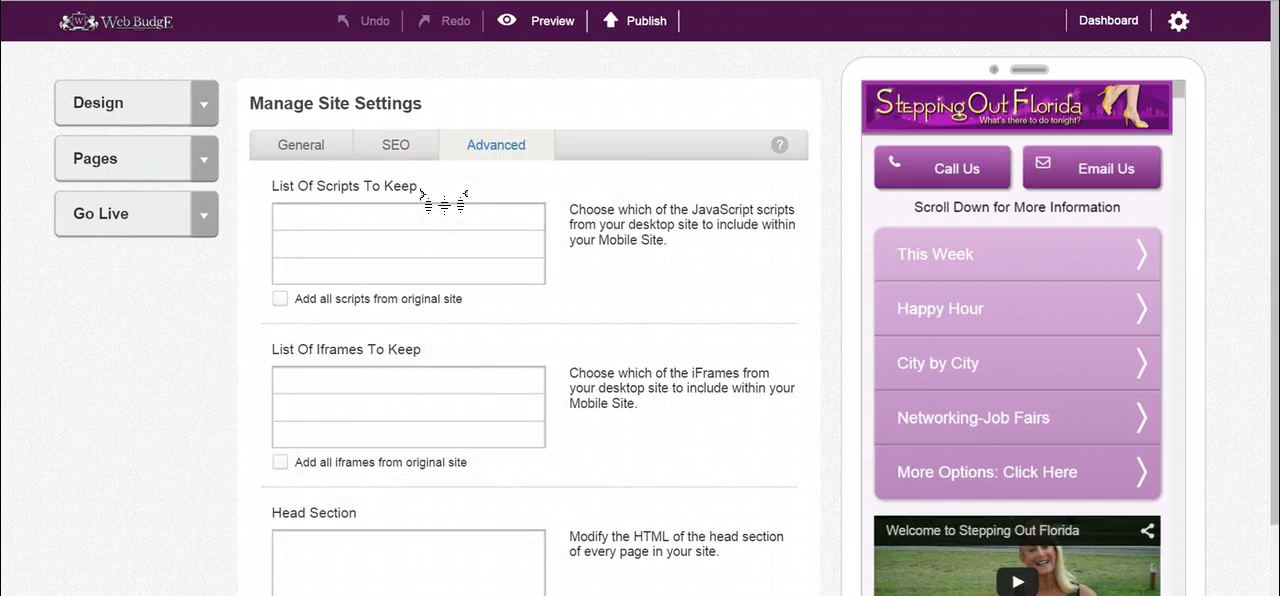 Web BudgE
Undo
Redo
Preview
Publish
Dashboard
Design
Pages
Go Live
Manage Site Settings
General
SEO
Advanced
?
List Of Scripts To Keep
Choose which of the JavaScript scripts
from your desktop site to include within
your Mobile Site.
Add all scripts from original site
List Of Iframes To Keep
Choose which of the iFrames from
your desktop site to include within your
Mobile Site.
Add all iframes from original site
Head Section
Modify the HTML of the head section
of every page in your site.
Stepping Out Florida
What's there to do tonight?
Call Us
Email Us
Scroll Down for More Information
This Week
Happy Hour
City by City
Networking-Job Fairs
More Options: Click Here
Welcome to Stepping Out Florida